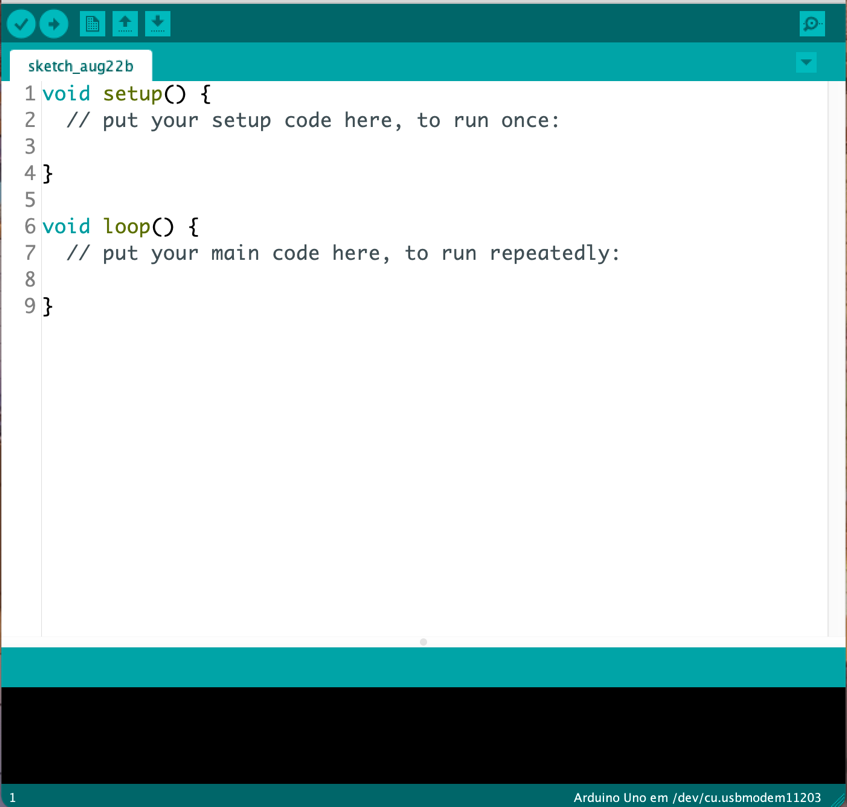 sketch_aug22b
1 void setup() {
2   // put your setup code here, to run once:
3
4 }
5
6 void loop() {
7   // put your main code here, to run repeatedly:
8
9 }
1
Arduino Uno em /dev/cu.usbmodem11203